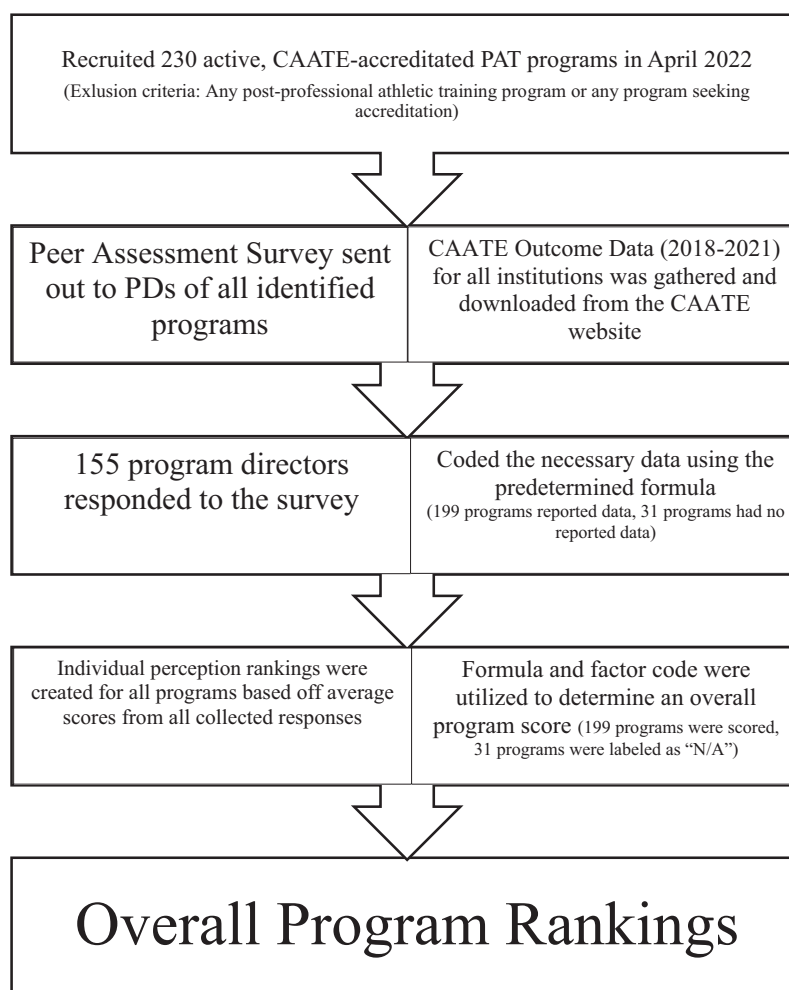 Recruited 230 active, CAATE-accredited PAT programs in April 2022
(Exlusion criteria: Any post-professional athletic training program or any program seeking
accreditation)
Peer Assessment Survey sent
out to PDs of all identified
programs
CAATE Outcome Data (2018-2021)
for all institutions was gathered and
downloaded from the CAATE
website
155 program directors
responded to the survey
Coded the necessary data using the
predetermined formula
(199 programs reported data, 31 programs had no
reported data)
Individual perception rankings were
created for all programs based off average
scores from all collected responses
Formula and factor code were
utilized to determine an overall
program score (199 programs were scored,
31 programs were labeled as “N/A”)
Overall Program Rankings